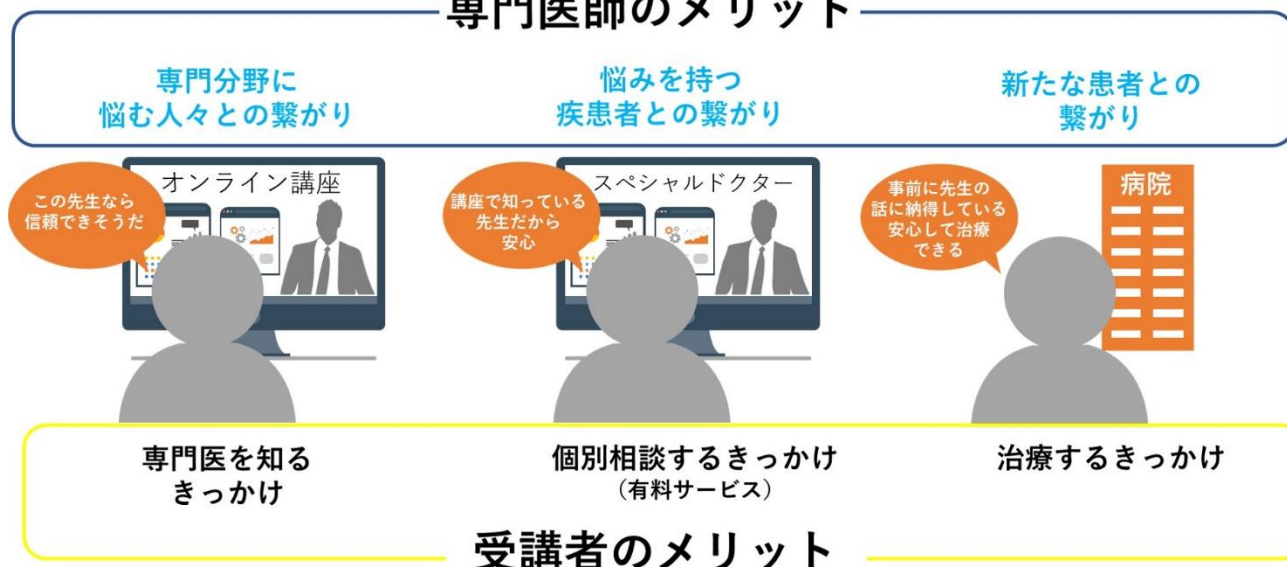 専門医師のメリット
専門分野に
悩む人々との繋がり
悩みを持つ
疾患者との繋がり
新たな患者との
繋がり
この先生なら
信頼できそうだ
オンライン講座
講座で知っている
先生だから
安心
スペシャルドクター
事前に先生の
話に納得している
安心して治療
できる
病院
専門医を知る
きっかけ
個別相談するきっかけ
（有料サービス）
治療するきっかけ
受講者のメリット